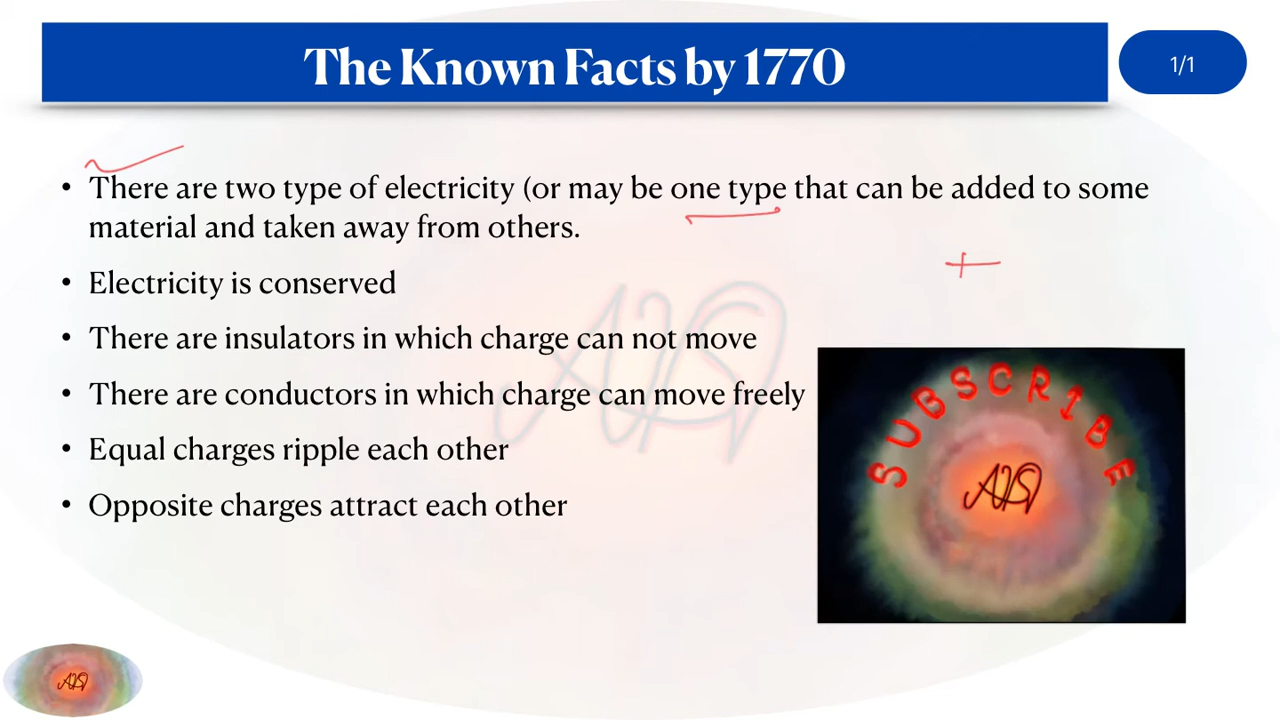 The Known Facts by 1770
1/1
• There are two type of electricity (or may be one type that can be added to some
material and taken away from others.
+
• Electricity is conserved
• There are insulators in which charge can not move
• There are conductors in which charge can move freely
• Equal charges ripple each other
• Opposite charges attract each other
SUBSCRIBE